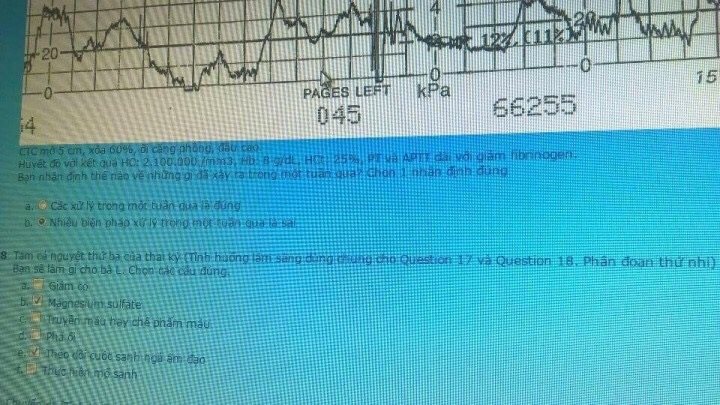 4
20
20
12% (11%)
0
0
0
PAGES LEFT kPa
54 045 66255 15
CTC mở 5 cm, xóa 60%, ối căng phồng, đầu cao.
Huyết đồ với kết quả HC: 2.100.000 /mm3, Hb: 8 g/dL, HCt: 25%, PT và APTT dài với giảm fibrinogen.
Bạn nhận định thế nào về những gì đã xảy ra trong một tuần qua? Chọn 1 nhận định đúng
a. Các xử lý trong một tuần qua là đúng
b. Nhiều biện pháp xử lý trong một tuần qua là sai
8. Tam cá nguyệt thứ ba của thai kỳ (Tình huống lâm sàng dùng chung cho Question 17 và Question 18. Phân đoạn thứ nhì)
Bạn sẽ làm gì cho bà L. Chọn các câu đúng.
a. Giảm co
b. Magnesium sulfate
c. Truyền máu hay chế phẩm máu
d. Phá ối
e. Theo dõi cuộc sanh ngả âm đạo
f. Thực hiện mổ sanh